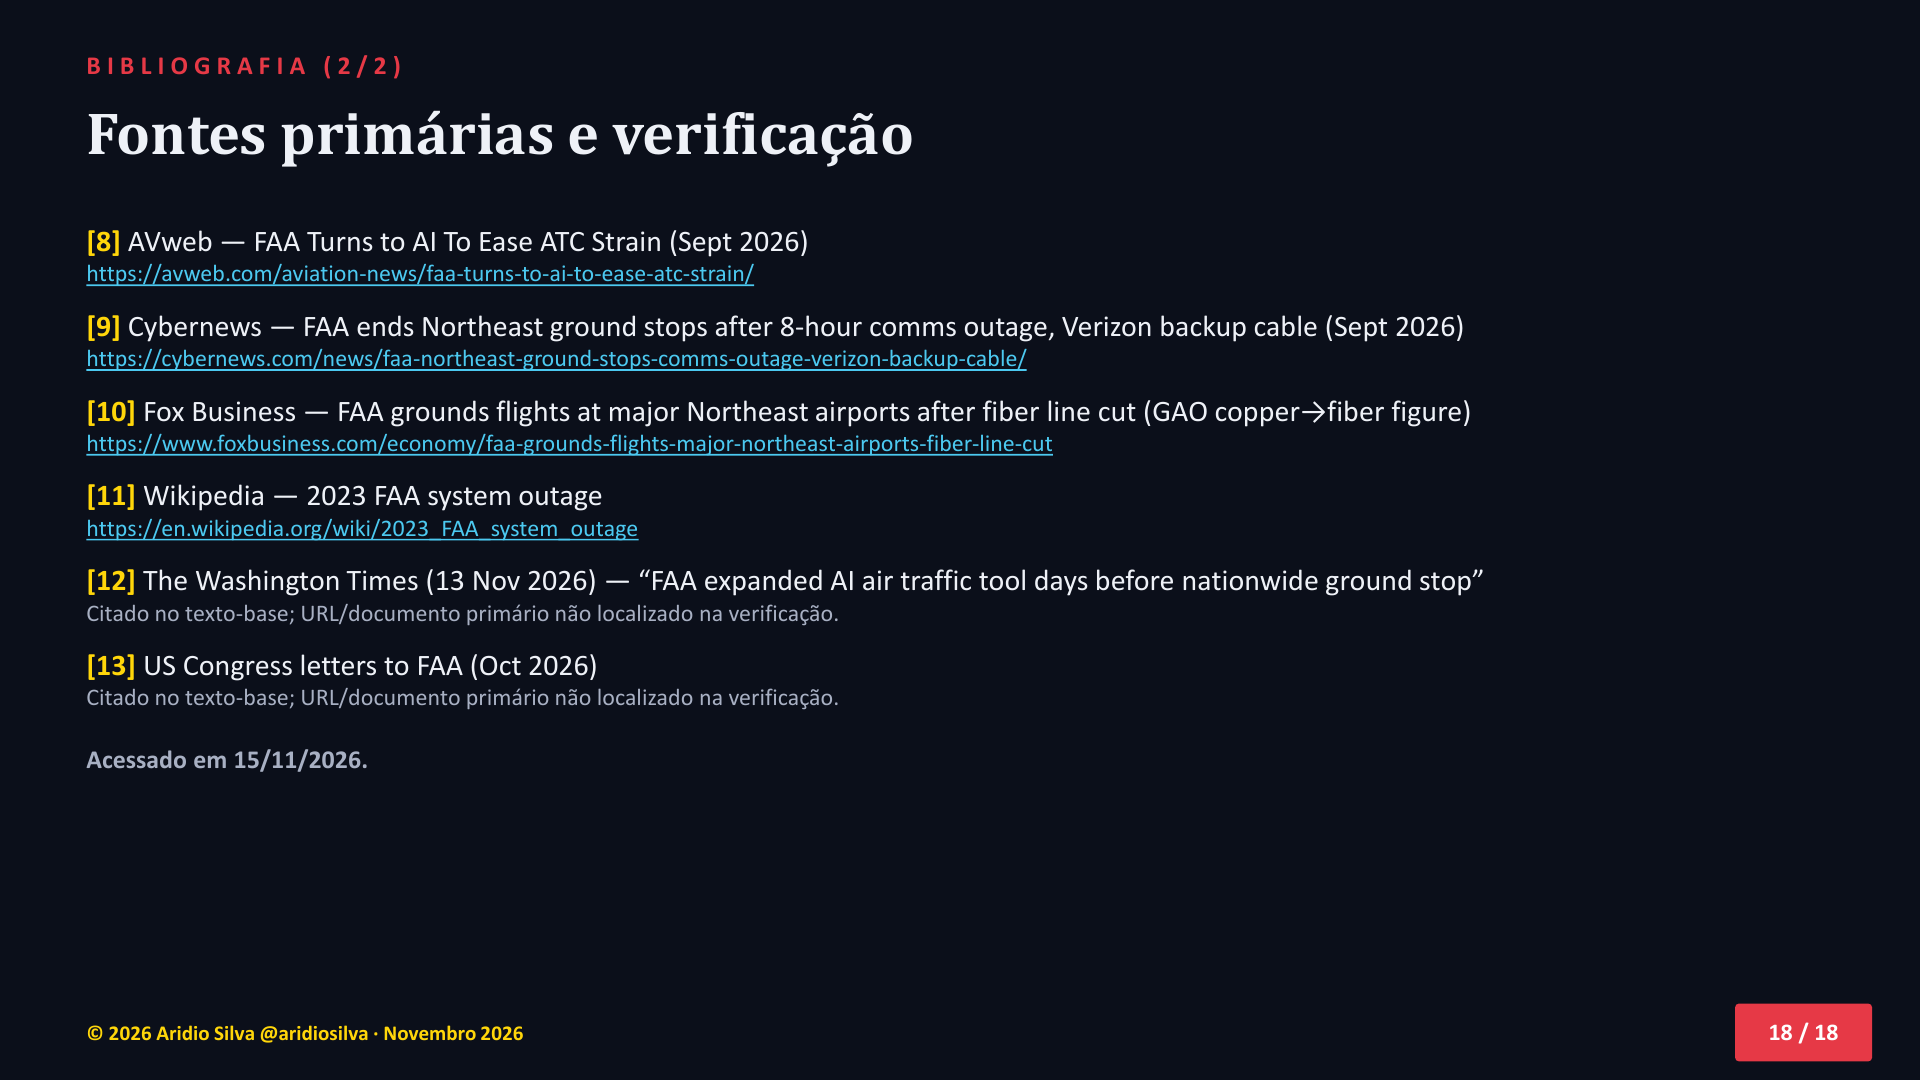 BIBLIOGRAFIA (2/2)
Fontes primárias e verificação
[8] AVweb — FAA Turns to AI To Ease ATC Strain (Sept 2026)
https://avweb.com/aviation-news/faa-turns-to-ai-to-ease-atc-strain/
[9] Cybernews — FAA ends Northeast ground stops after 8-hour comms outage, Verizon backup cable (Sept 2026)
https://cybernews.com/news/faa-northeast-ground-stops-comms-outage-verizon-backup-cable/
[10] Fox Business — FAA grounds flights at major Northeast airports after fiber line cut (GAO copper→fiber figure)
https://www.foxbusiness.com/economy/faa-grounds-flights-major-northeast-airports-fiber-line-cut
[11] Wikipedia — 2023 FAA system outage
https://en.wikipedia.org/wiki/2023_FAA_system_outage
[12] The Washington Times (13 Nov 2026) — “FAA expanded AI air traffic tool days before nationwide ground stop”
Citado no texto-base; URL/documento primário não localizado na verificação.
[13] US Congress letters to FAA (Oct 2026)
Citado no texto-base; URL/documento primário não localizado na verificação.
Acessado em 15/11/2026.
© 2026 Aridio Silva @aridiosilva · Novembro 2026
18 / 18